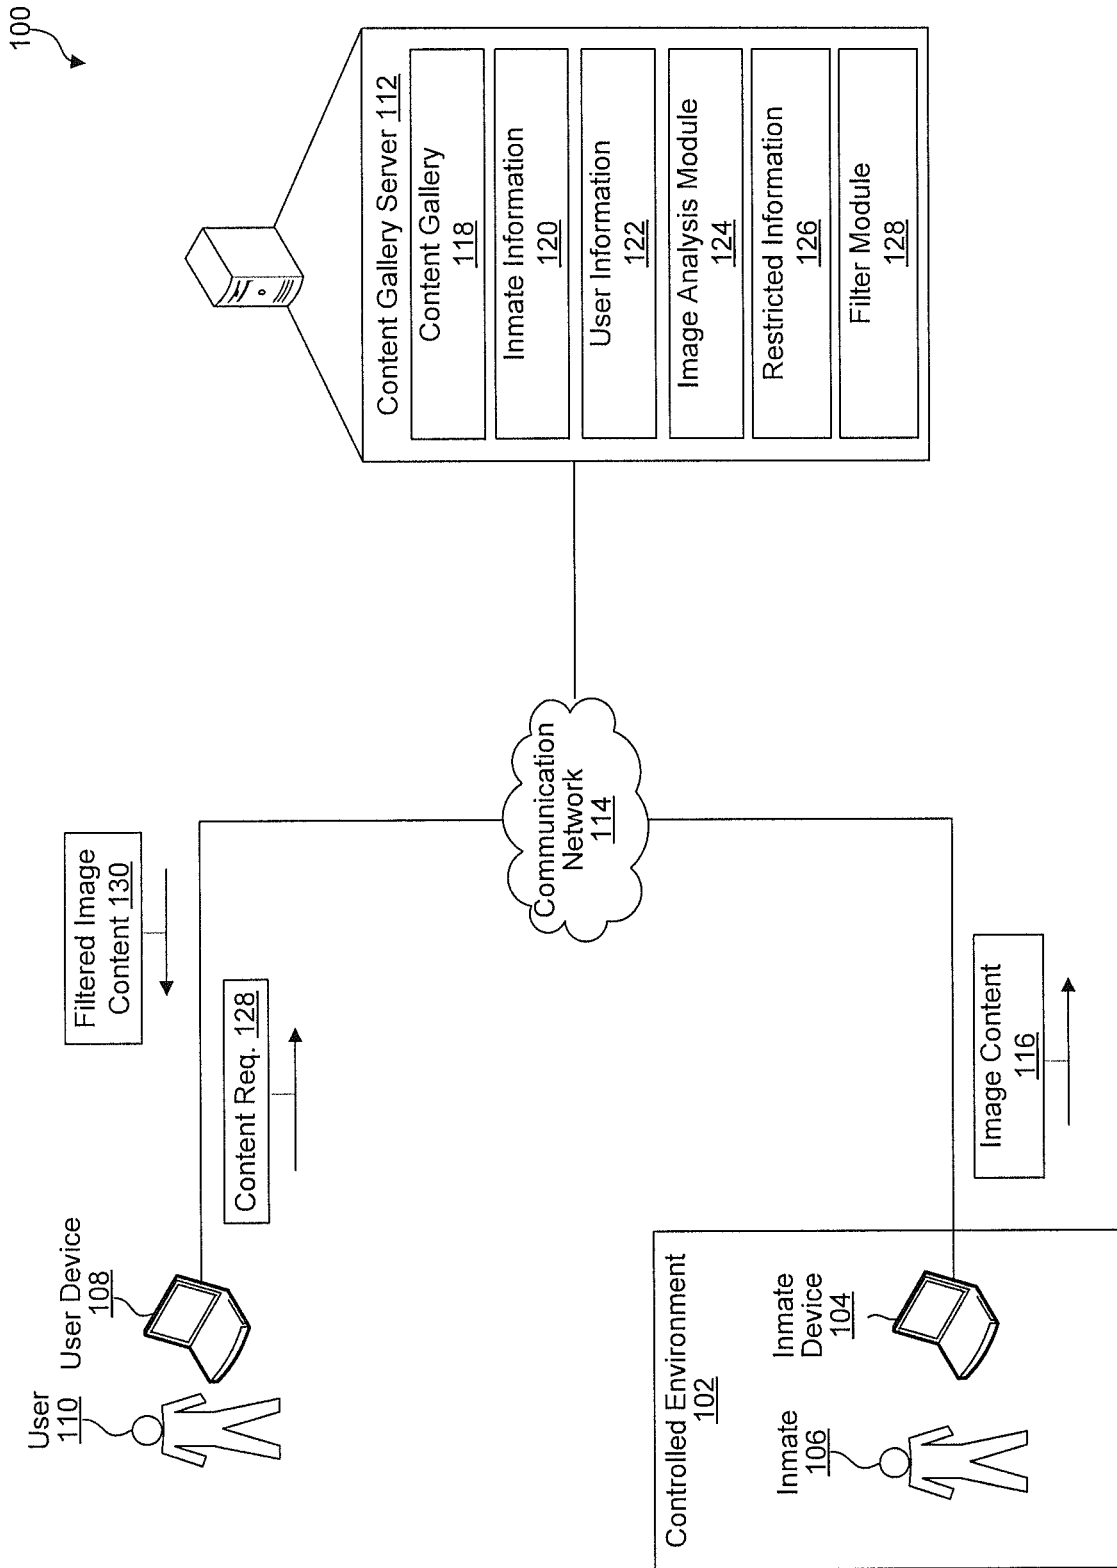 100
User
110
User Device
108
Filtered Image
Content 130
Content Req. 128
Controlled Environment
102
Inmate
106
Inmate
Device
104
Image Content
116
Communication
Network
114
Content Gallery Server 112
Content Gallery
118
Inmate Information
120
User Information
122
Image Analysis Module
124
Restricted Information
126
Filter Module
128